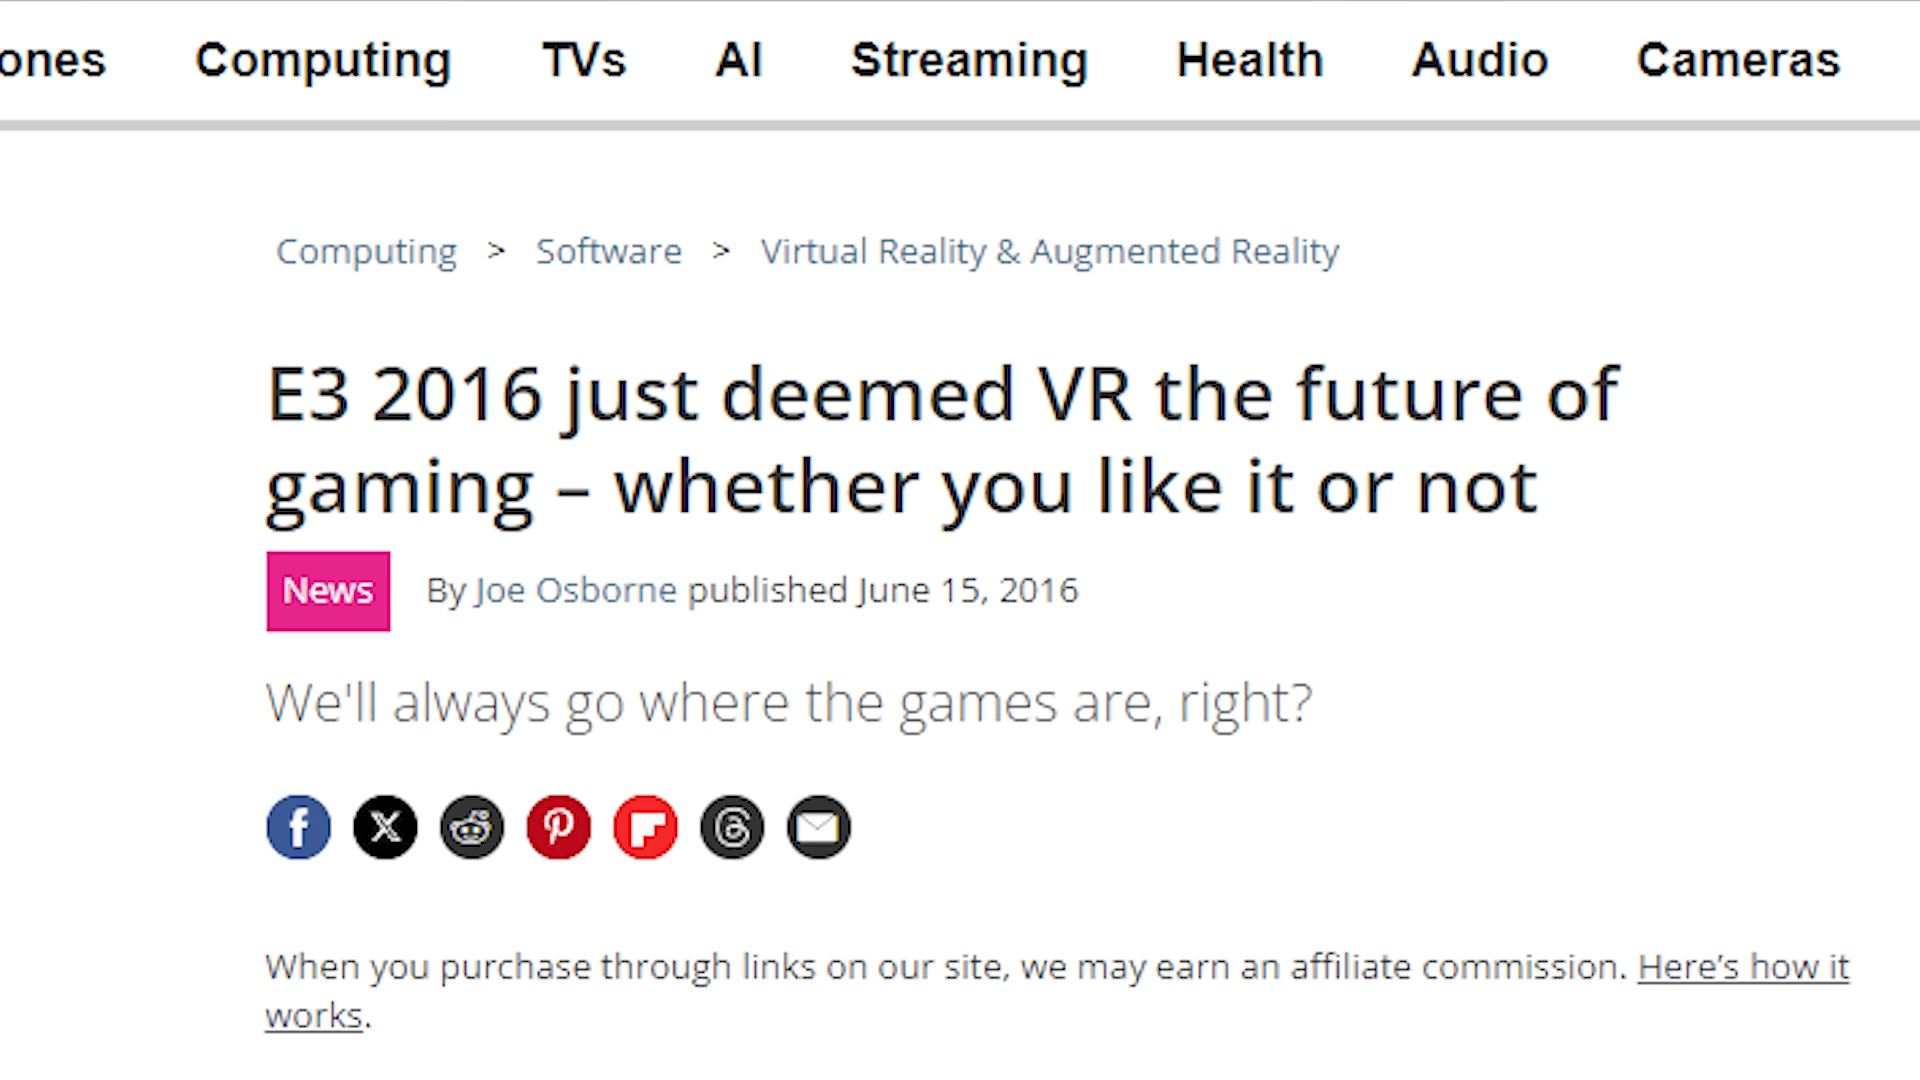 ones Computing TVs AI Streaming Health Audio Cameras
Computing > Software > Virtual Reality & Augmented Reality
E3 2016 just deemed VR the future of
gaming – whether you like it or not
News By Joe Osborne published June 15, 2016
We'll always go where the games are, right?
When you purchase through links on our site, we may earn an affiliate commission. Here’s how it
works.